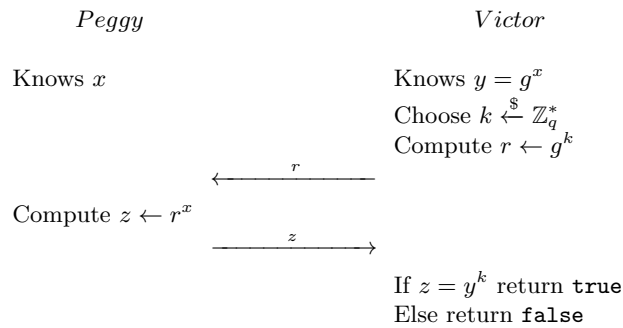 Peggy Victor
Knows x Knows y = g^x
Choose k ←$ ℤ_q^*
Compute r ← g^k
r
Compute z ← r^x
z
If z = y^k return true
Else return false